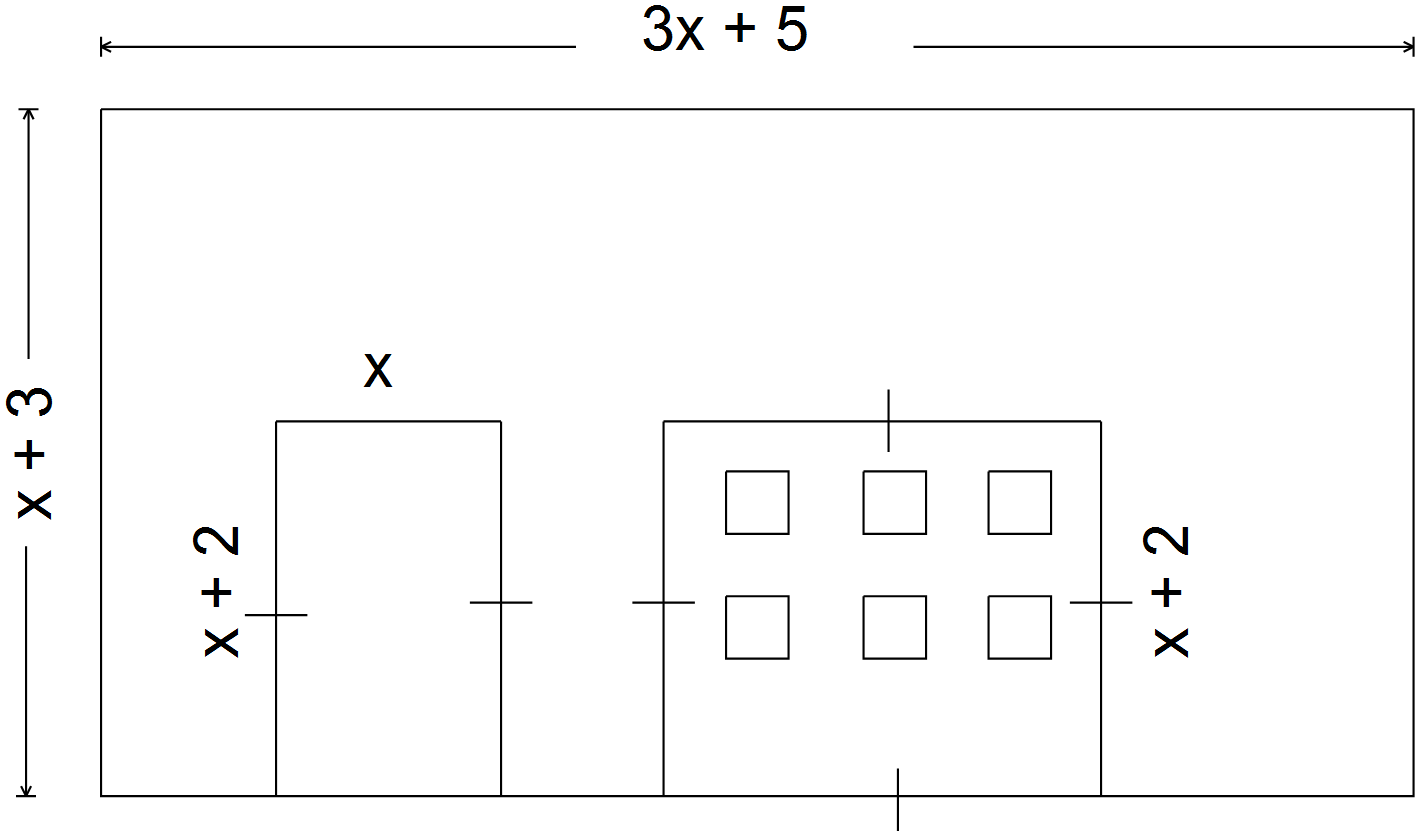 3x + 5
x + 3
x
x + 2
x + 2